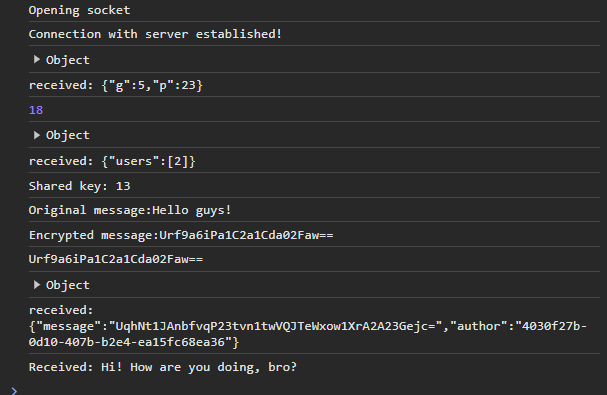 Opening socket
Connection with server established!
Object
received: {"g":5,"p":23}
18
Object
received: {"users":[2]}
Shared key: 13
Original message:Hello guys!
Encrypted message:Urf9a6iPa1C2a1Cda02Faw==
Urf9a6iPa1C2a1Cda02Faw==
Object
received:
{"message":"UqhNt1JAnbfvqP23tvn1twVQJTeWxow1XrA2A23Gejc=","author":"4030f27b-
0d10-407b-b2e4-ea15fc68ea36"}
Received: Hi! How are you doing, bro?